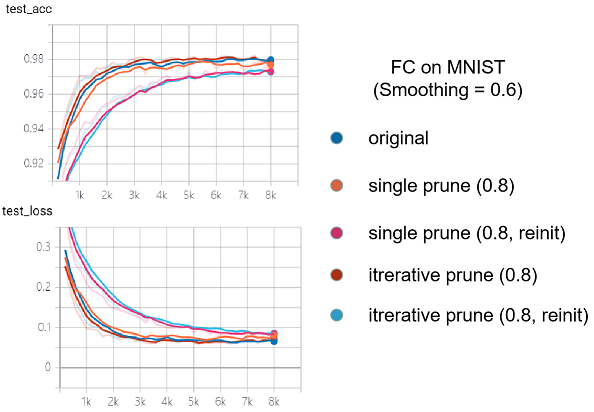 test_acc
0.98
0.96
0.94
0.92
1k 2k 3k 4k 5k 6k 7k 8k
test_loss
0.3
0.2
0.1
0
1k 2k 3k 4k 5k 6k 7k 8k
FC on MNIST
(Smoothing = 0.6)
original
single prune (0.8)
single prune (0.8, reinit)
itrerative prune (0.8)
itrerative prune (0.8, reinit)